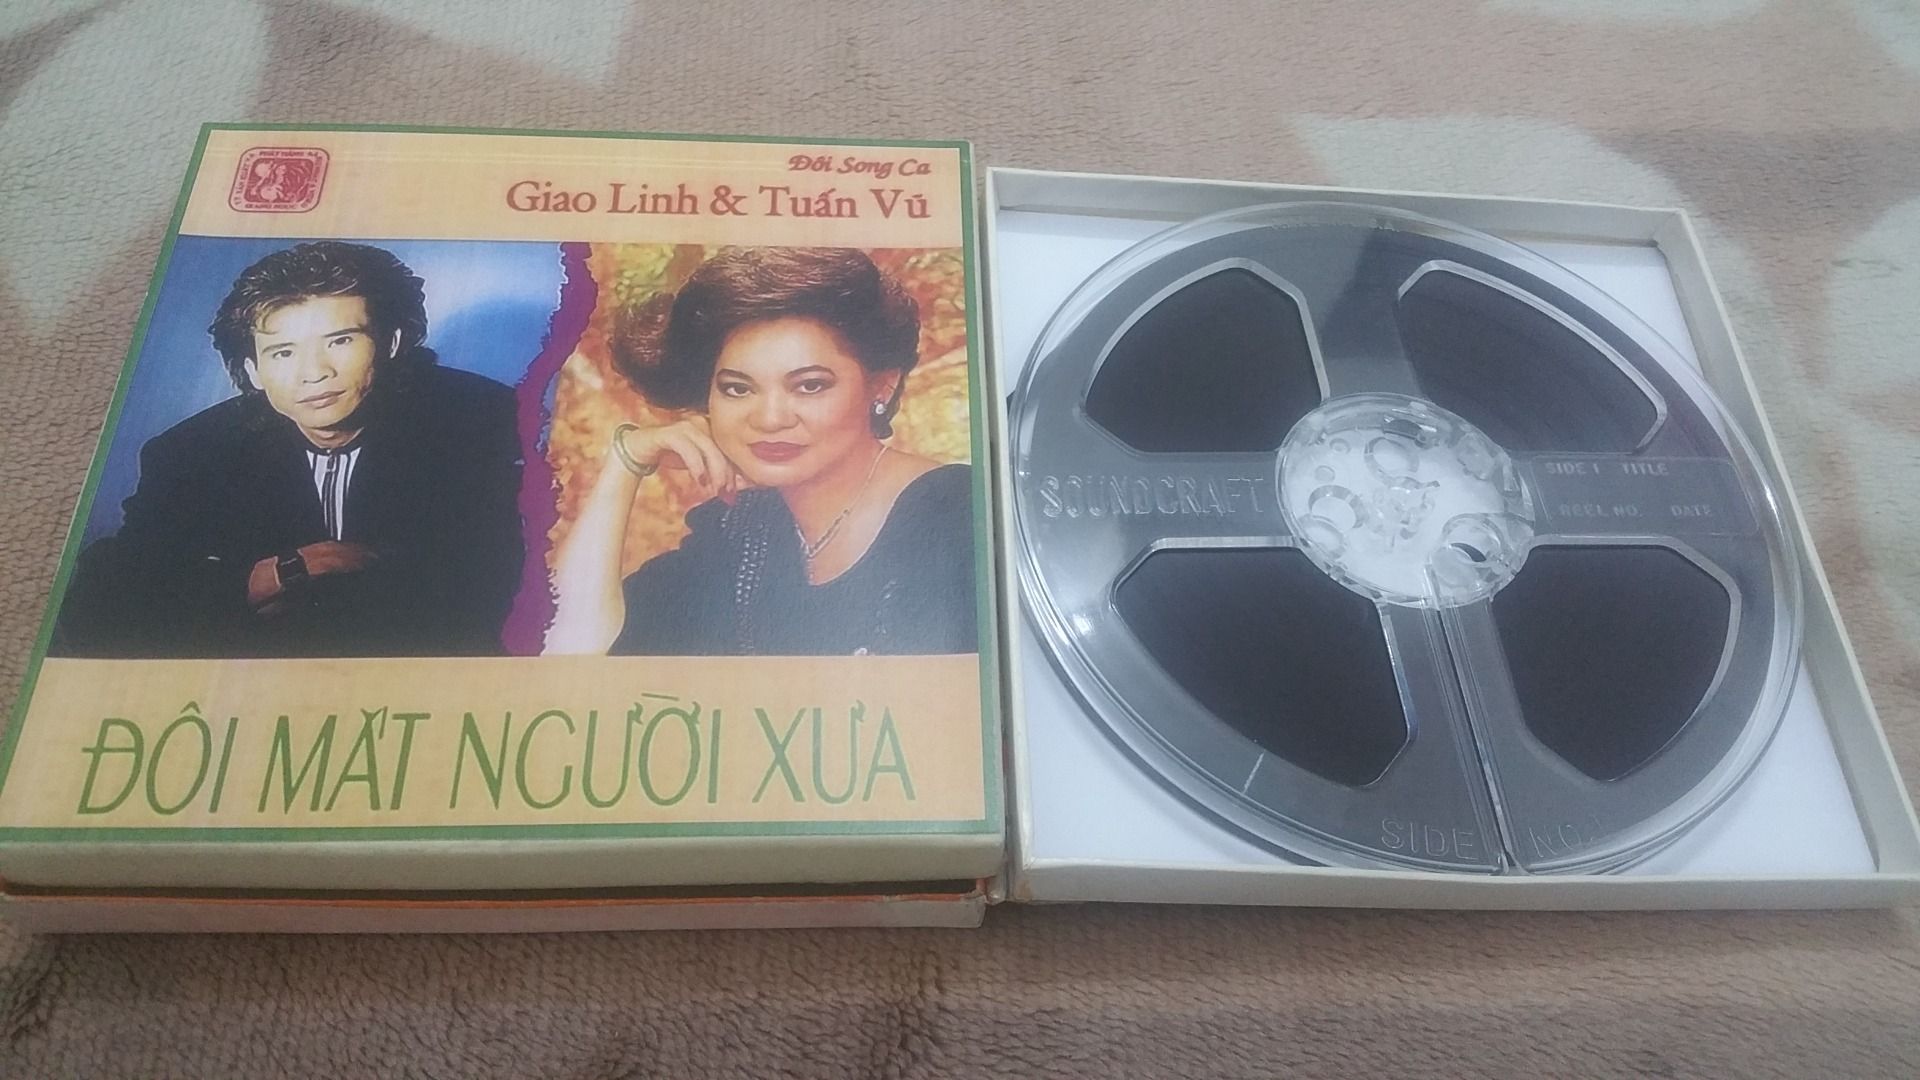 Đôi Song Ca
Giao Linh & Tuấn Vũ
ĐÔI MẮT NGƯỜI XƯA
SOUNDCRAFT
SIDE 1 TITLE
REEL NO. DATE
SIDE NO.